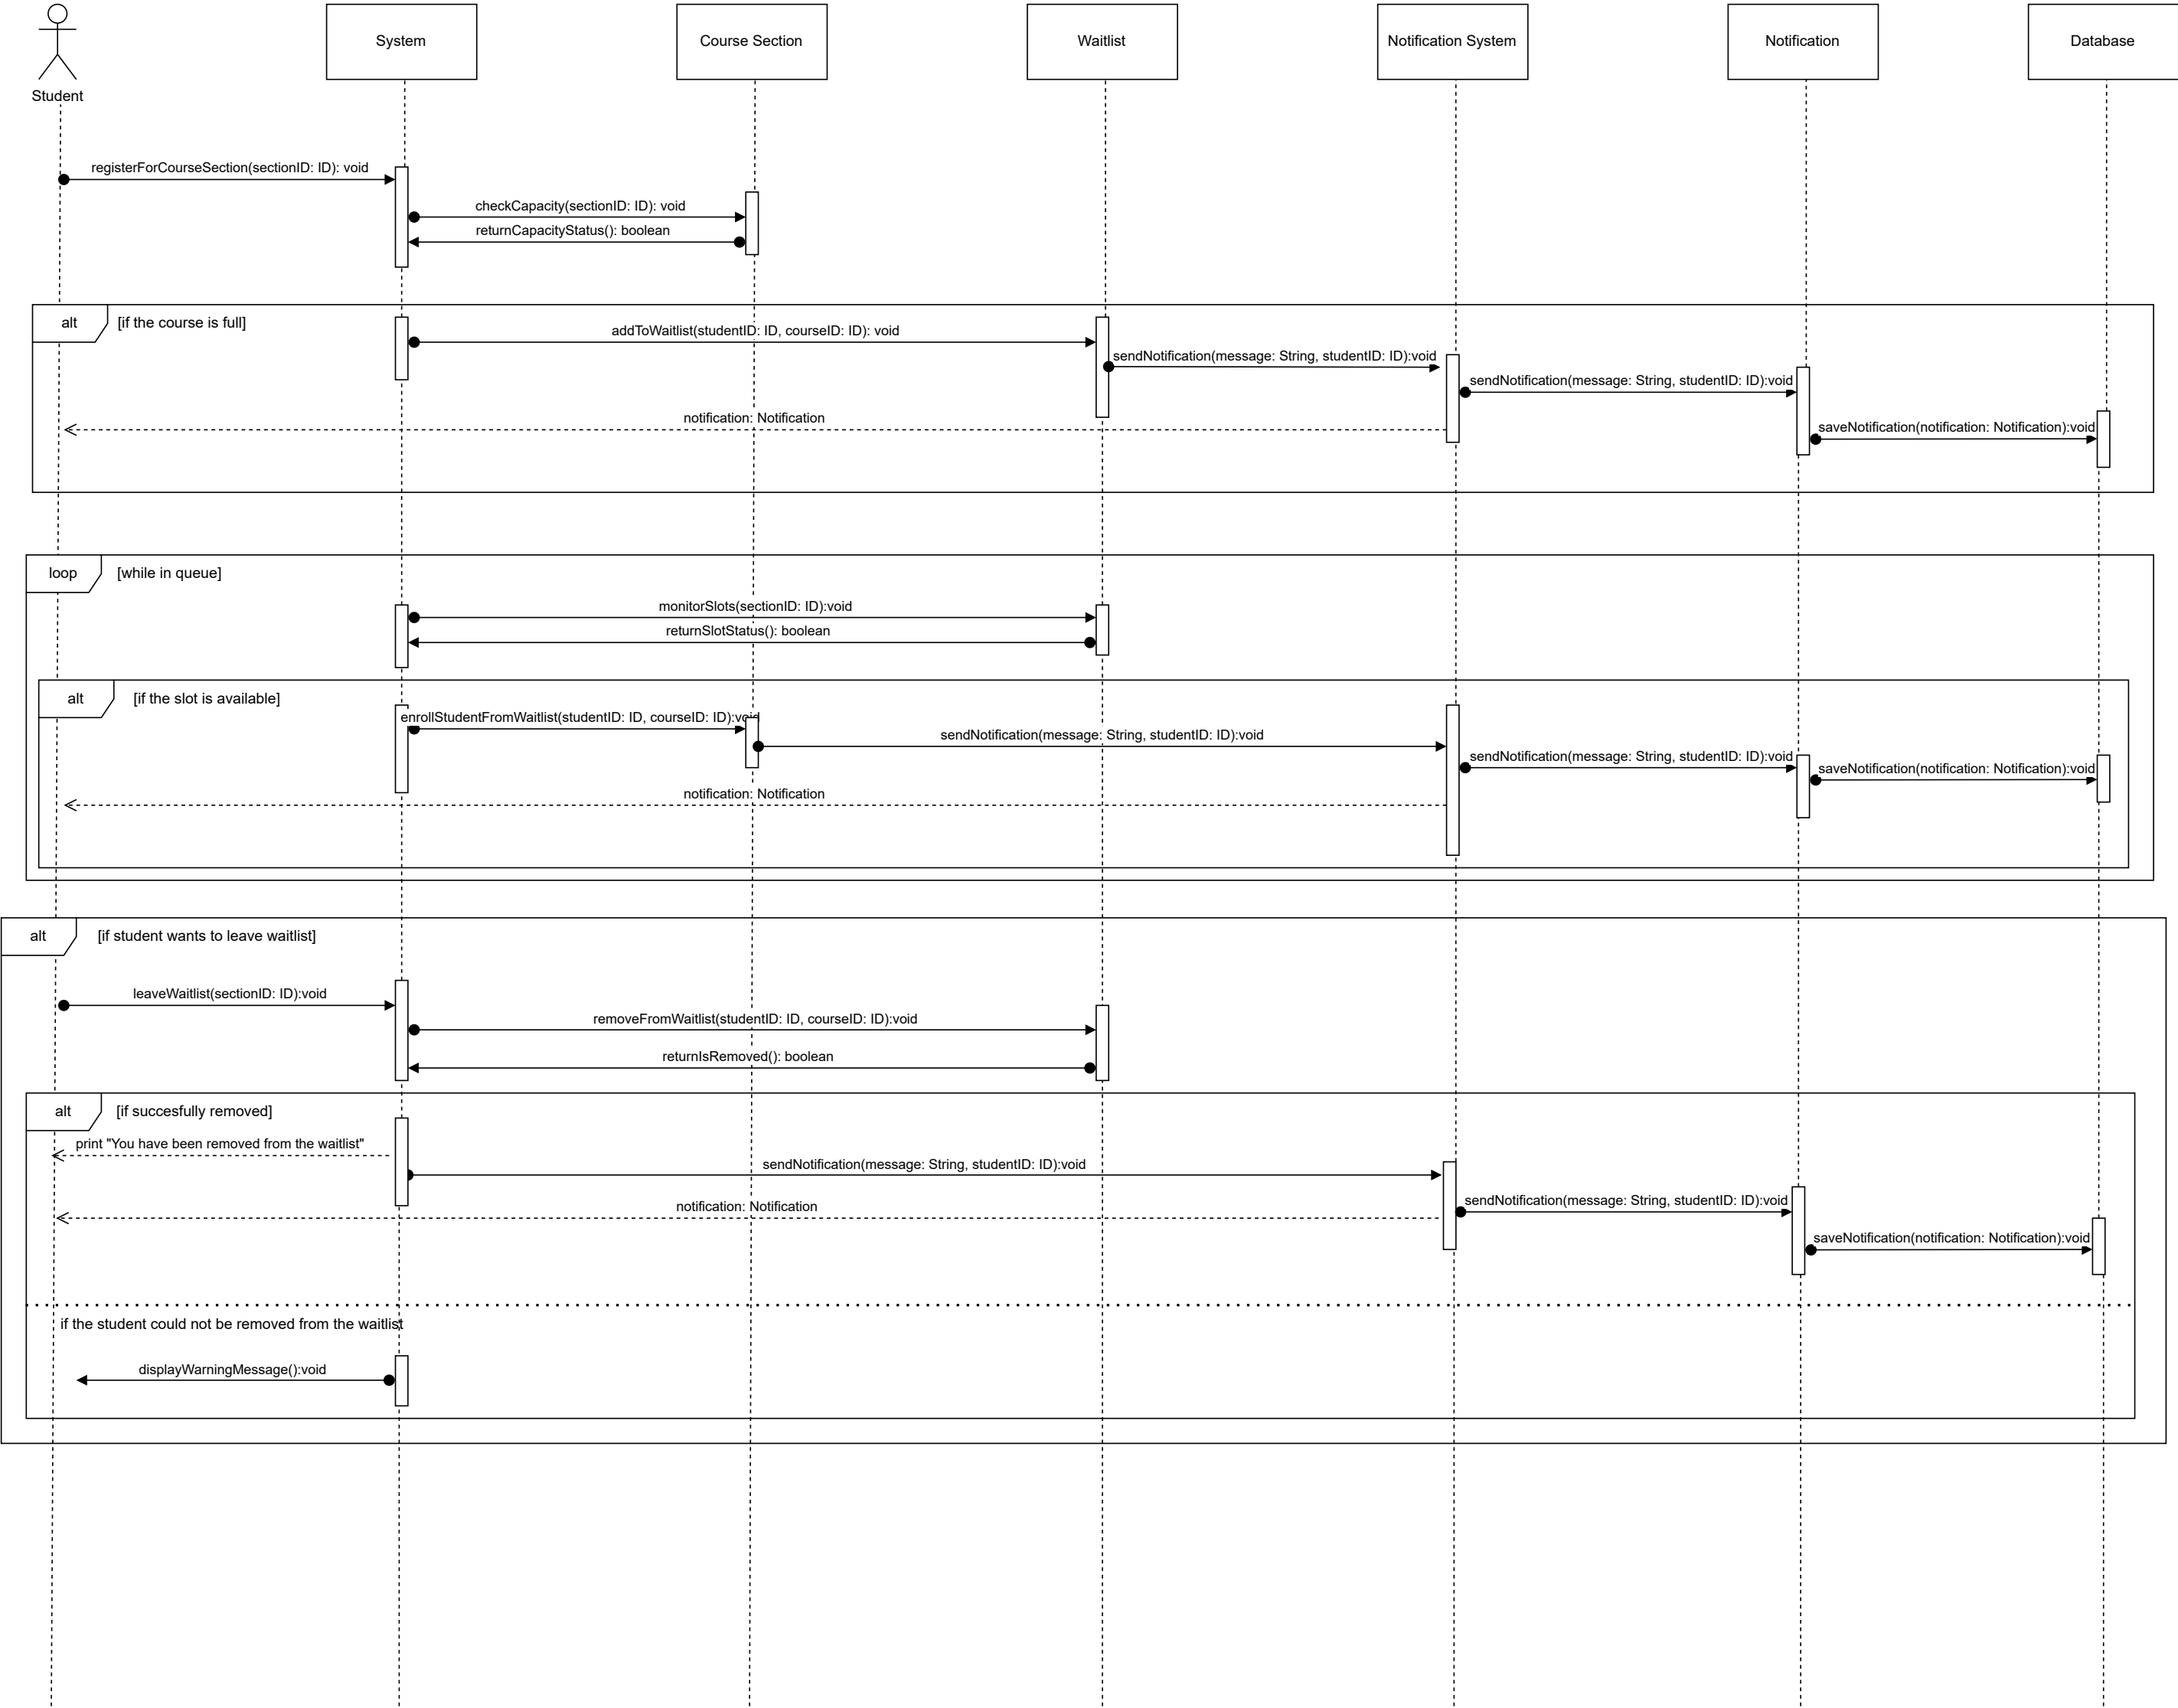 System
Course Section
Waitlist
Notification System
Notification
Database
Student
registerForCourseSection(sectionID: ID): void
checkCapacity(sectionID: ID): void
returnCapacityStatus(): boolean
alt
[if the course is full]
addToWaitlist(studentID: ID, courseID: ID): void
sendNotification(message: String, studentID: ID):void
sendNotification(message: String, studentID: ID):void
notification: Notification
saveNotification(notification: Notification):void
loop
[while in queue]
monitorSlots(sectionID: ID):void
returnSlotStatus(): boolean
alt
[if the slot is available]
enrollStudentFromWaitlist(studentID: ID, courseID: ID):void
sendNotification(message: String, studentID: ID):void
sendNotification(message: String, studentID: ID):void
saveNotification(notification: Notification):void
notification: Notification
alt
[if student wants to leave waitlist]
leaveWaitlist(sectionID: ID):void
removeFromWaitlist(studentID: ID, courseID: ID):void
returnIsRemoved(): boolean
alt
[if succesfully removed]
print "You have been removed from the waitlist"
sendNotification(message: String, studentID: ID):void
sendNotification(message: String, studentID: ID):void
notification: Notification
saveNotification(notification: Notification):void
if the student could not be removed from the waitlist
displayWarningMessage():void